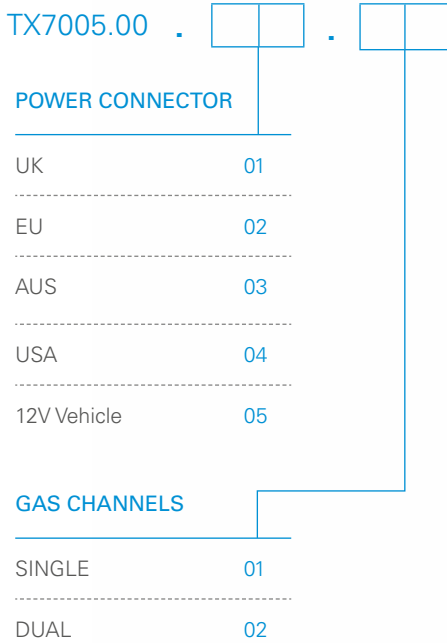 TX7005.00 . .
POWER CONNECTOR
UK 01
EU 02
AUS 03
USA 04
12V Vehicle 05
GAS CHANNELS
SINGLE 01
DUAL 02